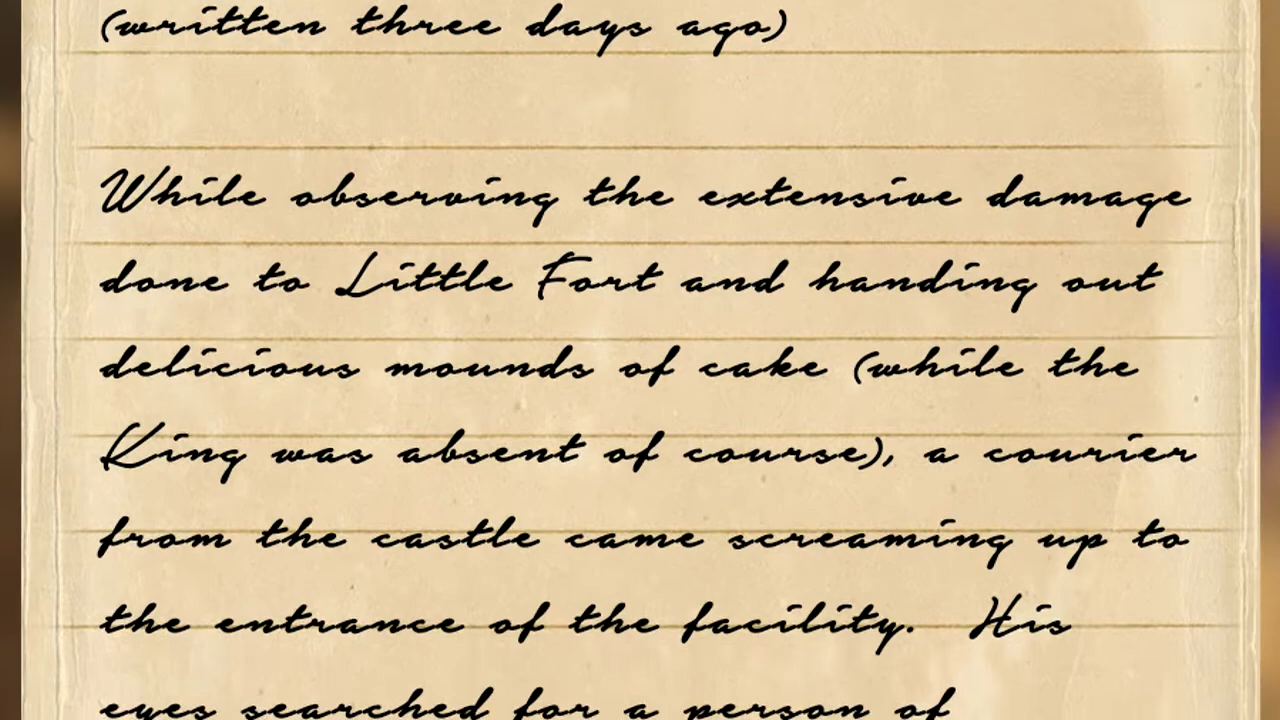 (written three days ago)
While observing the extensive damage
done to Little Fort and handing out
delicious mounds of cake (while the
King was absent of course), a courier
from the castle came screaming up to
the entrance of the facility. His
eyes searched for a person of